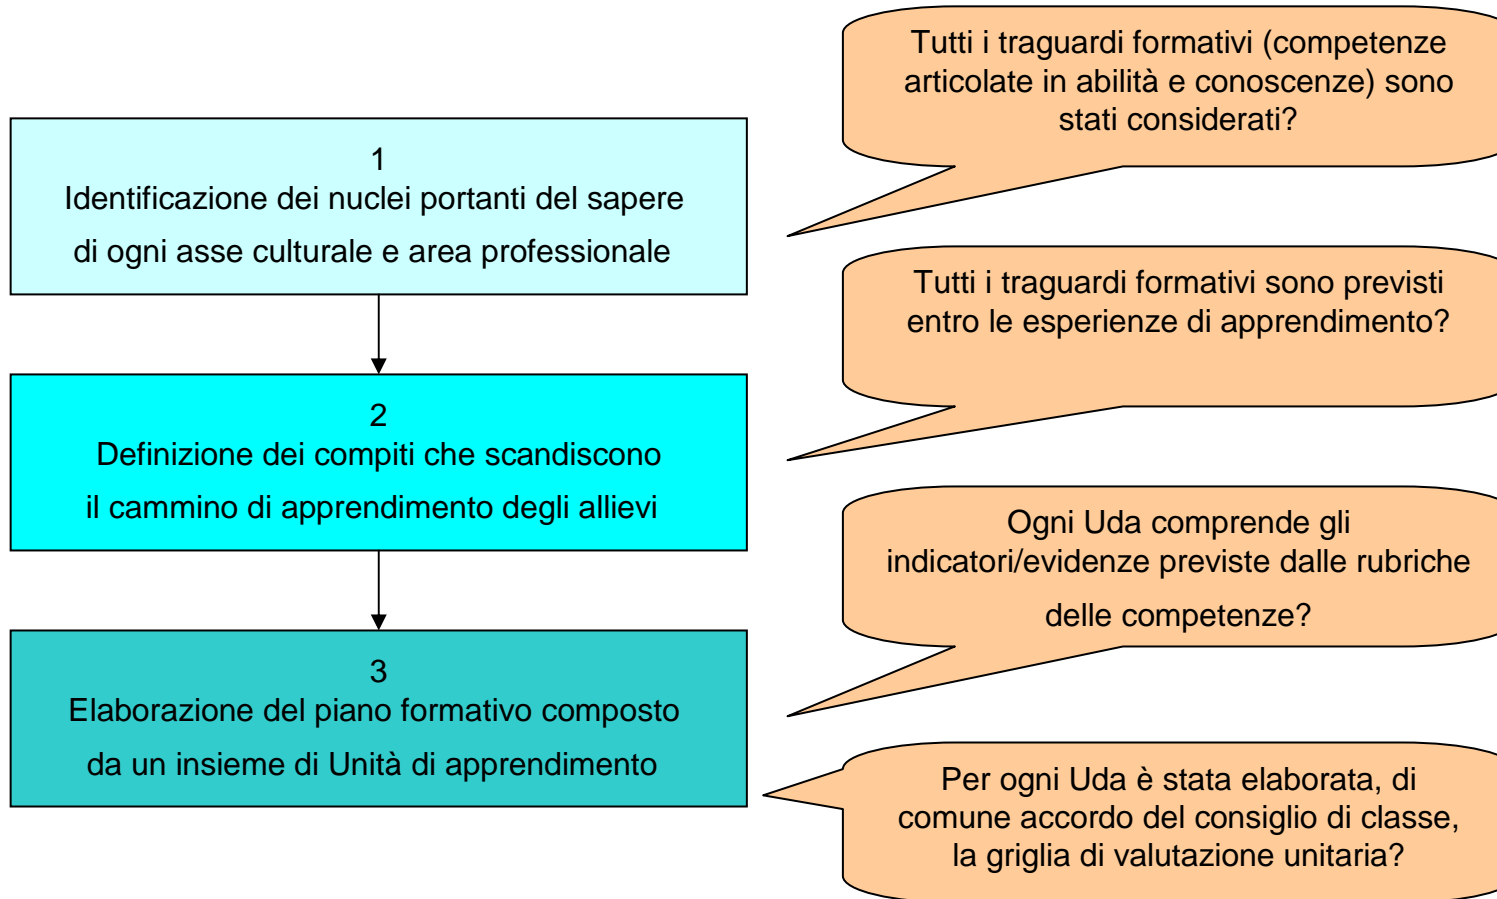 1
Identificazione dei nuclei portanti del sapere
di ogni asse culturale e area professionale
Tutti i traguardi formativi (competenze
articolate in abilità e conoscenze) sono
stati considerati?
2
Definizione dei compiti che scandiscono
il cammino di apprendimento degli allievi
Tutti i traguardi formativi sono previsti
entro le esperienze di apprendimento?
3
Elaborazione del piano formativo composto
da un insieme di Unità di apprendimento
Ogni Uda comprende gli
indicatori/evidenze previste dalle rubriche
delle competenze?
Per ogni Uda è stata elaborata, di
comune accordo del consiglio di classe,
la griglia di valutazione unitaria?